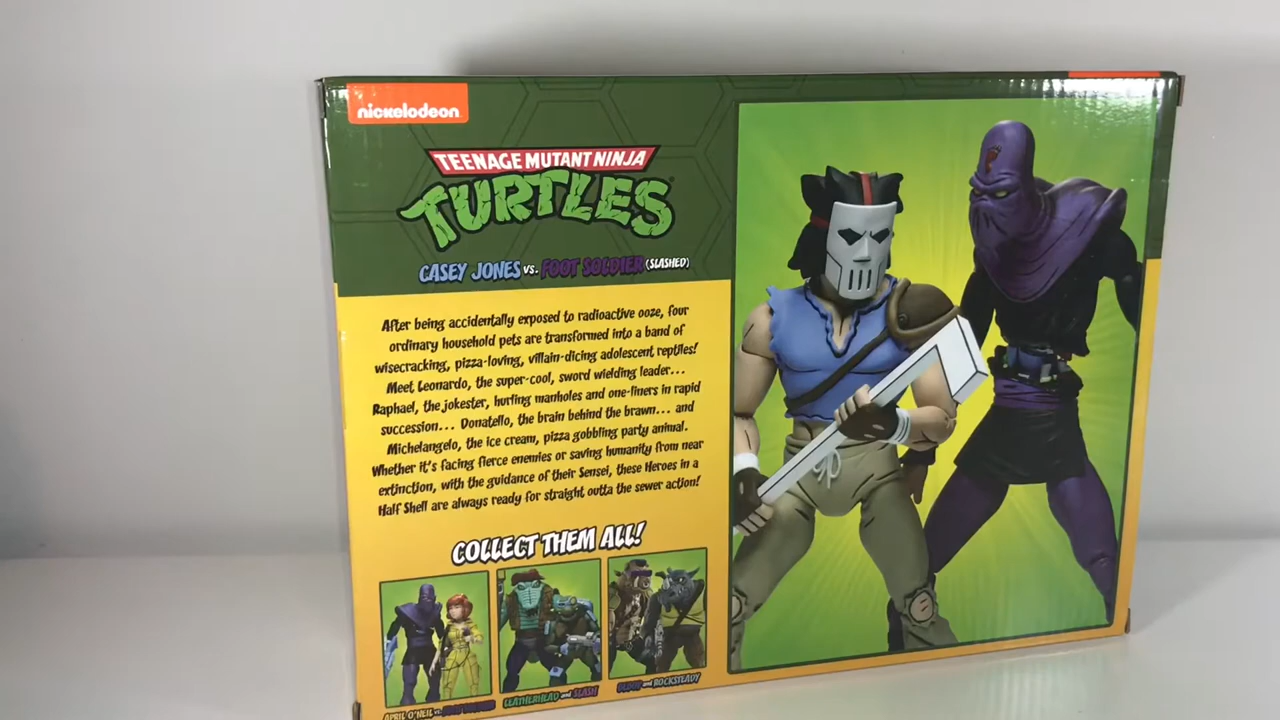 nickelodeon
TEENAGE MUTANT NINJA
TURTLES
CASEY JONES vs. FOOT SOLDIER (SLASHED)
After being accidentally exposed to radioactive ooze, four
ordinary household pets are transformed into a band of
wisecracking, pizza-loving, villain-dicing adolescent reptiles!
Meet Leonardo, the super-cool, sword wielding leader...
Raphael, the jokester, hurling manholes and one-liners in rapid
succession... Donatello, the brain behind the brawn... and
Michelangelo, the ice cream, pizza gobbling party animal.
Whether it's facing fierce enemies or saving humanity from near
extinction, with the guidance of their Sensei, these Heroes in a
Half Shell are always ready for straight outta the sewer action!
COLLECT THEM ALL!
APRIL O'NEIL vs. FOOT SOLDIER
LEATHERHEAD and SLASH
BEBOP and ROCKSTEADY